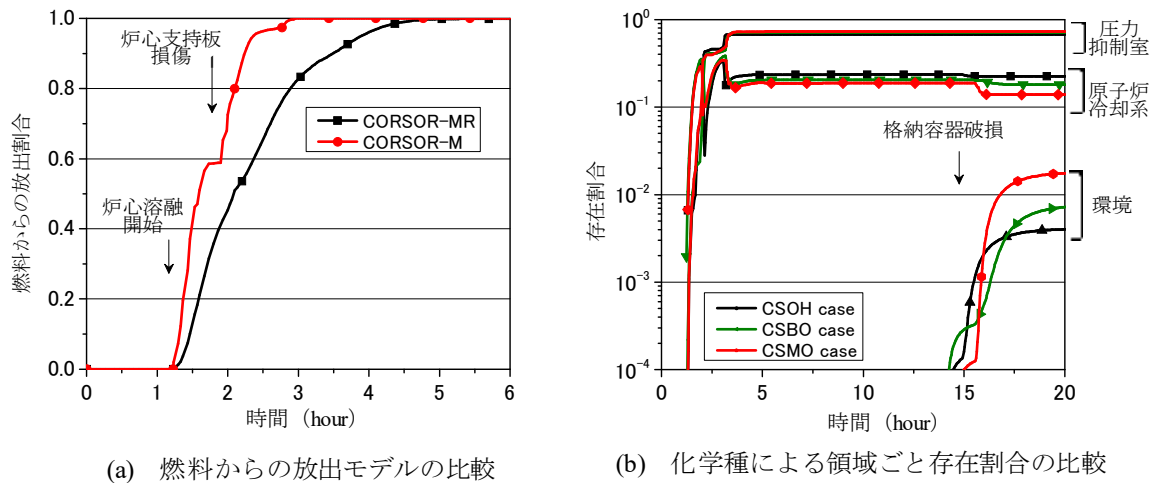 1.0
0.8
0.6
0.4
0.2
0.0
燃料からの放出割合
炉心支持板
損傷
炉心溶融
開始
CORSOR-MR
CORSOR-M
0 1 2 3 4 5 6
時間 (hour)
(a) 燃料からの放出モデルの比較
10^0
10^-1
10^-2
10^-3
10^-4
存在割合
圧力
抑制室
原子炉
冷却系
格納容器破損
環境
CSOH case
CSBO case
CSMO case
0 5 10 15 20
時間 (hour)
(b) 化学種による領域ごと存在割合の比較